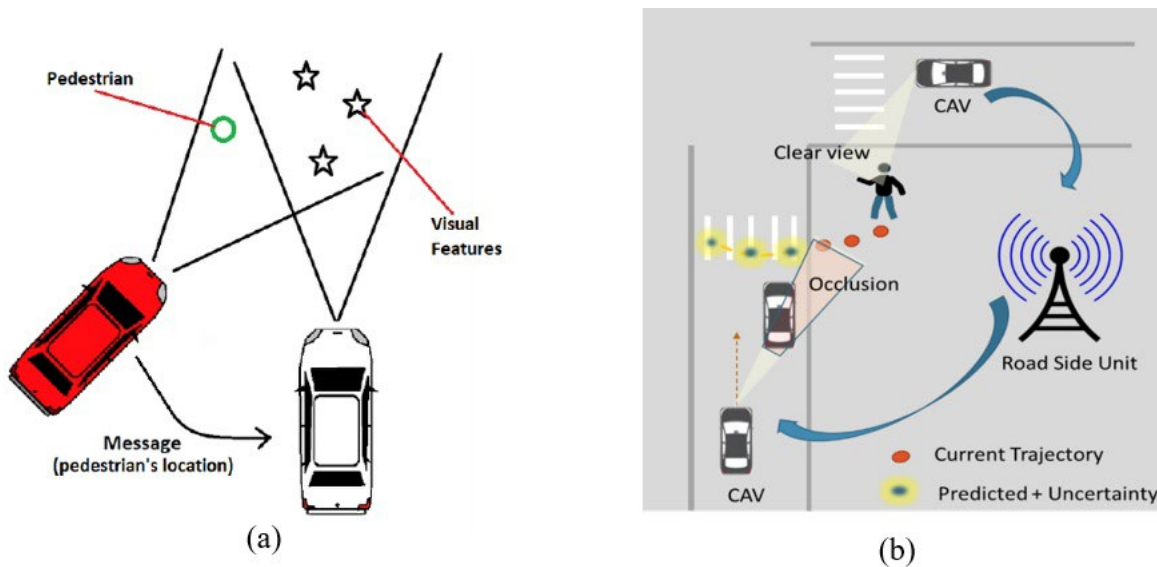 Pedestrian
Visual
Features
Message
(pedestrian's location)
(a)
CAV
Clear view
Occlusion
Road Side Unit
CAV
Current Trajectory
Predicted + Uncertainty
(b)